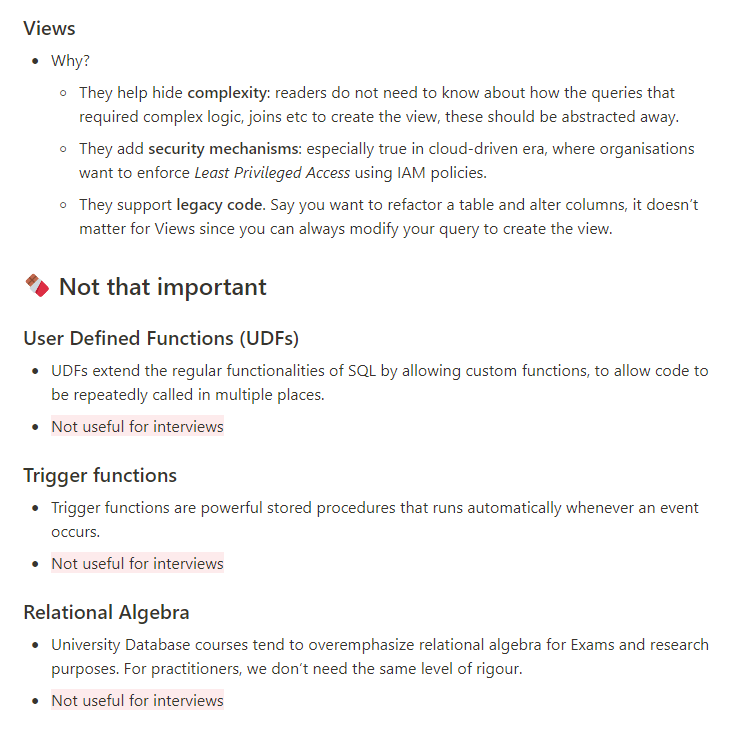 Views
• Why?
◦ They help hide complexity: readers do not need to know about how the queries that
required complex logic, joins etc to create the view, these should be abstracted away.
◦ They add security mechanisms: especially true in cloud-driven era, where organisations
want to enforce Least Privileged Access using IAM policies.
◦ They support legacy code. Say you want to refactor a table and alter columns, it doesn’t
matter for Views since you can always modify your query to create the view.
🍫 Not that important
User Defined Functions (UDFs)
• UDFs extend the regular functionalities of SQL by allowing custom functions, to allow code to
be repeatedly called in multiple places.
• Not useful for interviews
Trigger functions
• Trigger functions are powerful stored procedures that runs automatically whenever an event
occurs.
• Not useful for interviews
Relational Algebra
• University Database courses tend to overemphasize relational algebra for Exams and research
purposes. For practitioners, we don’t need the same level of rigour.
• Not useful for interviews